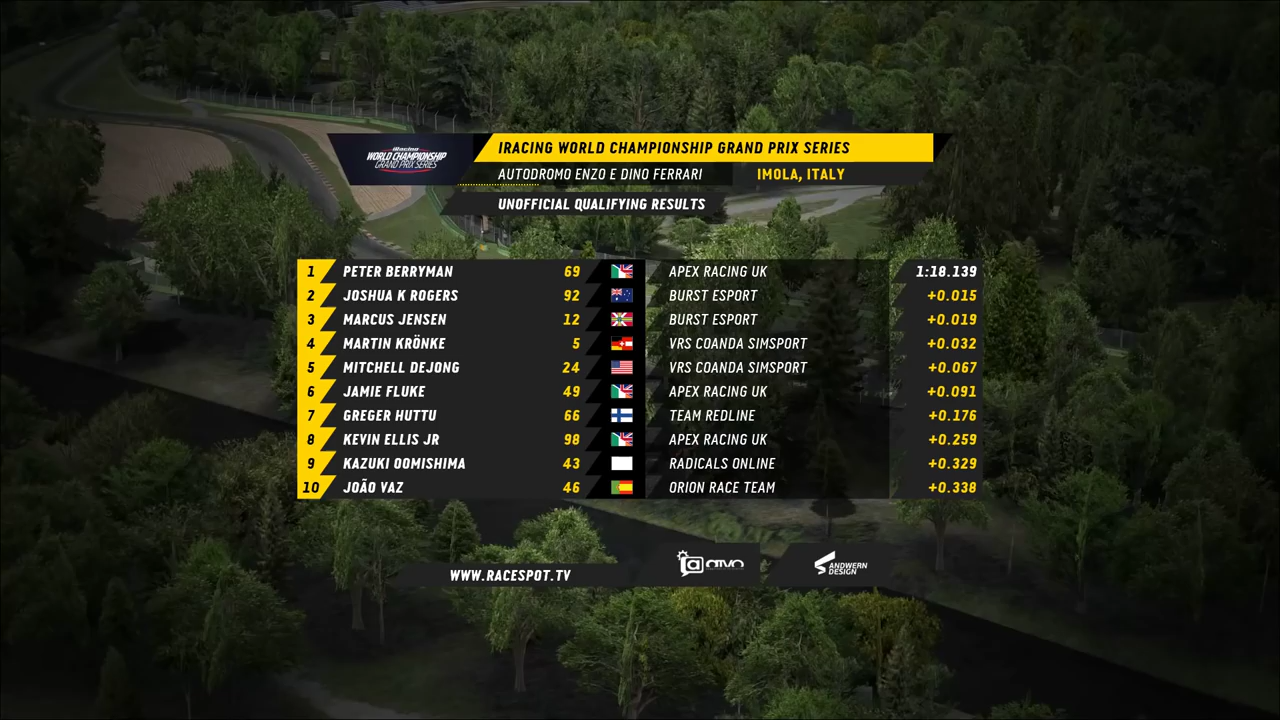 iRacing
WORLD CHAMPIONSHIP
GRAND PRIX SERIES
IRACING WORLD CHAMPIONSHIP GRAND PRIX SERIES
AUTODROMO ENZO E DINO FERRARI IMOLA, ITALY
UNOFFICIAL QUALIFYING RESULTS
1 PETER BERRYMAN 69 APEX RACING UK 1:18.139
2 JOSHUA K ROGERS 92 BURST ESPORT +0.015
3 MARCUS JENSEN 12 BURST ESPORT +0.019
4 MARTIN KRÖNKE 5 VRS COANDA SIMSPORT +0.032
5 MITCHELL DEJONG 24 VRS COANDA SIMSPORT +0.067
6 JAMIE FLUKE 49 APEX RACING UK +0.091
7 GREGER HUTTU 66 TEAM REDLINE +0.176
8 KEVIN ELLIS JR 98 APEX RACING UK +0.259
9 KAZUKI OOMISHIMA 43 RADICALS ONLINE +0.329
10 JOÃO VAZ 46 ORION RACE TEAM +0.338
WWW.RACESPOT.TV
SANDWERN
DESIGN